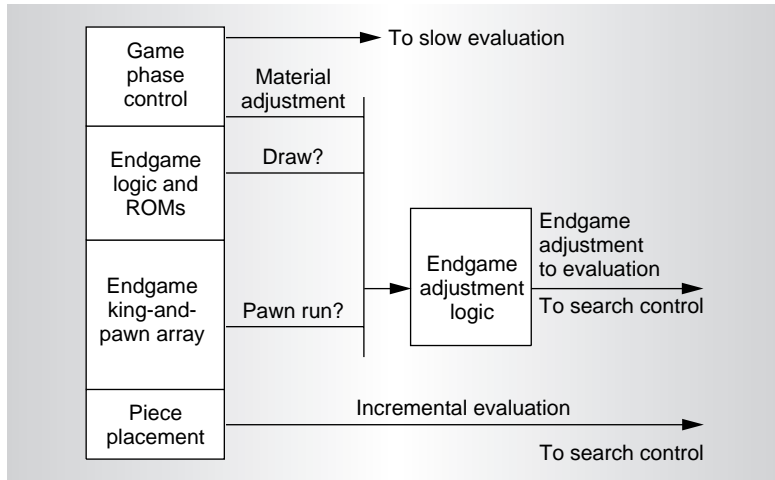 Game
phase
control
To slow evaluation
Material
adjustment
Endgame
logic and
ROMs
Draw?
Endgame
king-and-
pawn array
Pawn run?
Endgame
adjustment
logic
Endgame
adjustment
to evaluation
To search control
Piece
placement
Incremental evaluation
To search control